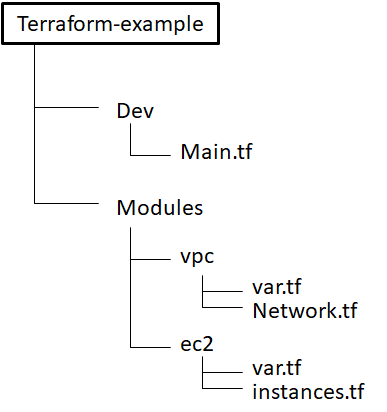 Terraform-example
Dev
Main.tf
Modules
vpc
var.tf
Network.tf
ec2
var.tf
instances.tf